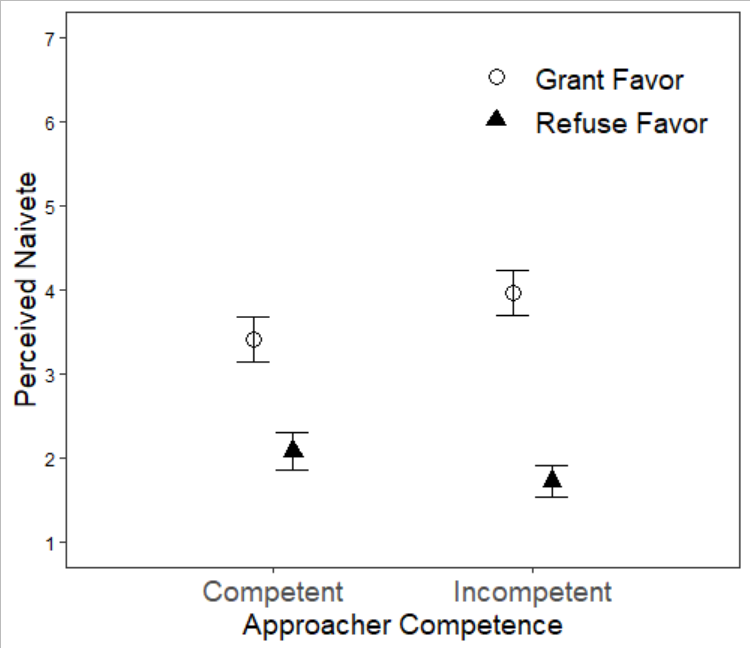 7
6
5
4
3
2
1
Perceived Naivete
Grant Favor
Refuse Favor
Competent
Incompetent
Approacher Competence